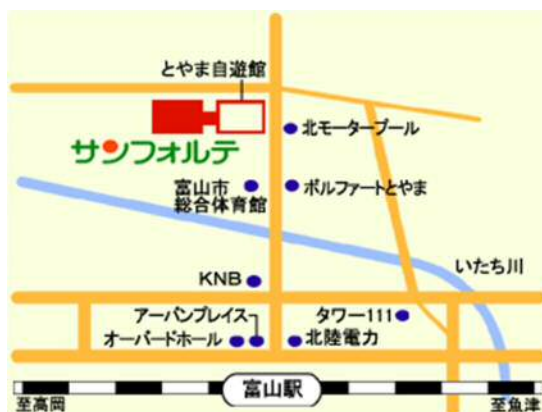 とやま自遊館
北モータープール
サンフォルテ
富山市
総合体育館
ボルファートとやま
いたち川
KNB
アーバンプレイス
タワー111
オーバードホール
北陸電力
富山駅
至高岡
至魚津